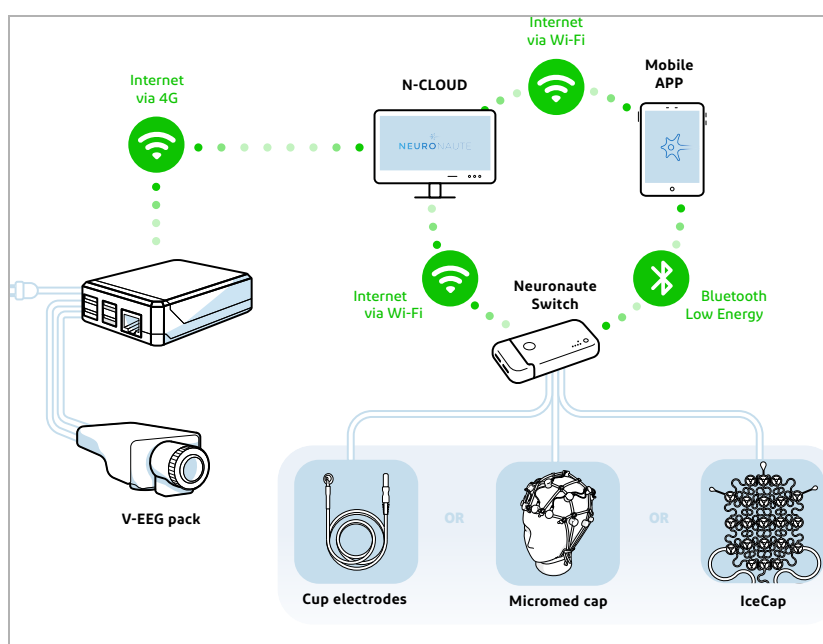 Internet
via Wi-Fi
Mobile
APP
N-CLOUD
Internet
via 4G
NEURONAUTE
Neuronaute
Switch
Internet
via Wi-Fi
Bluetooth
Low Energy
V-EEG pack
OR
OR
Cup electrodes
Micromed cap
IceCap